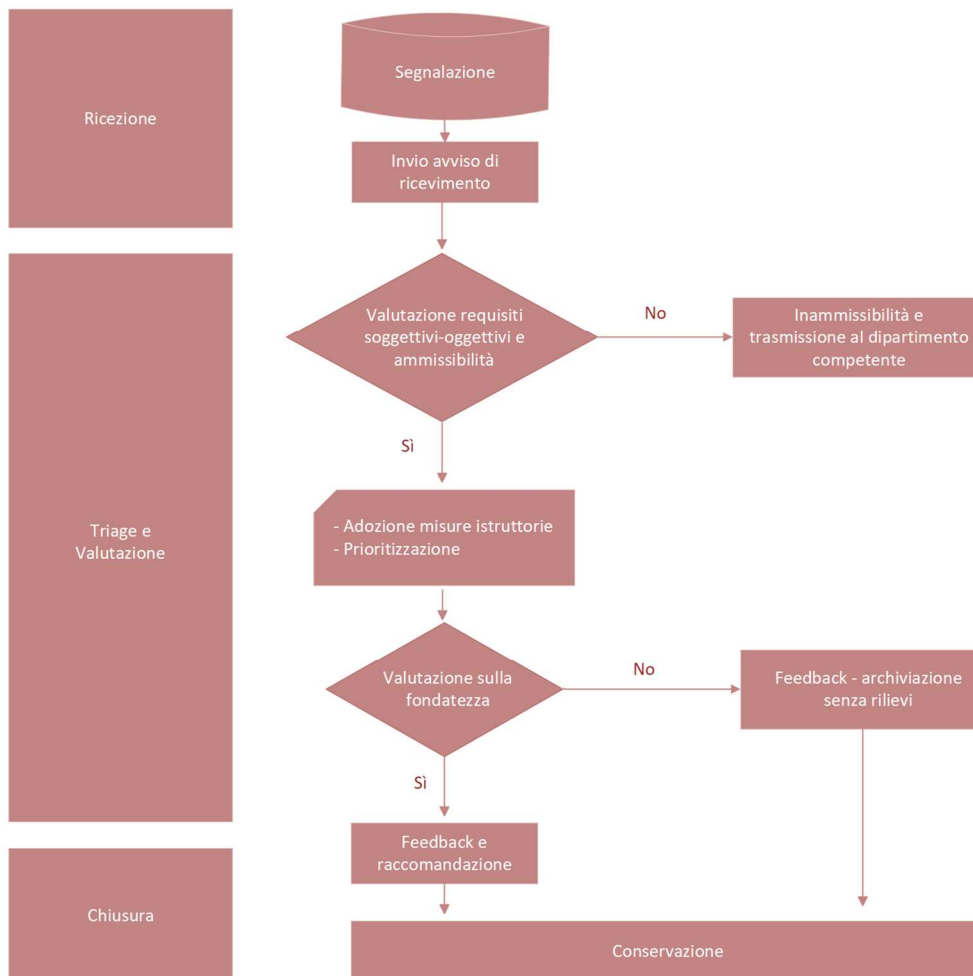 Ricezione
Segnalazione
Invio avviso di
ricevimento
Triage e
Valutazione
Valutazione requisiti
soggettivi-oggettivi e
ammissibilità
No
Inammissibilità e
trasmissione al dipartimento
competente
Sì
- Adozione misure istruttorie
- Prioritizzazione
Valutazione sulla
fondatezza
No
Feedback - archiviazione
senza rilievi
Sì
Feedback e
raccomandazione
Chiusura
Conservazione